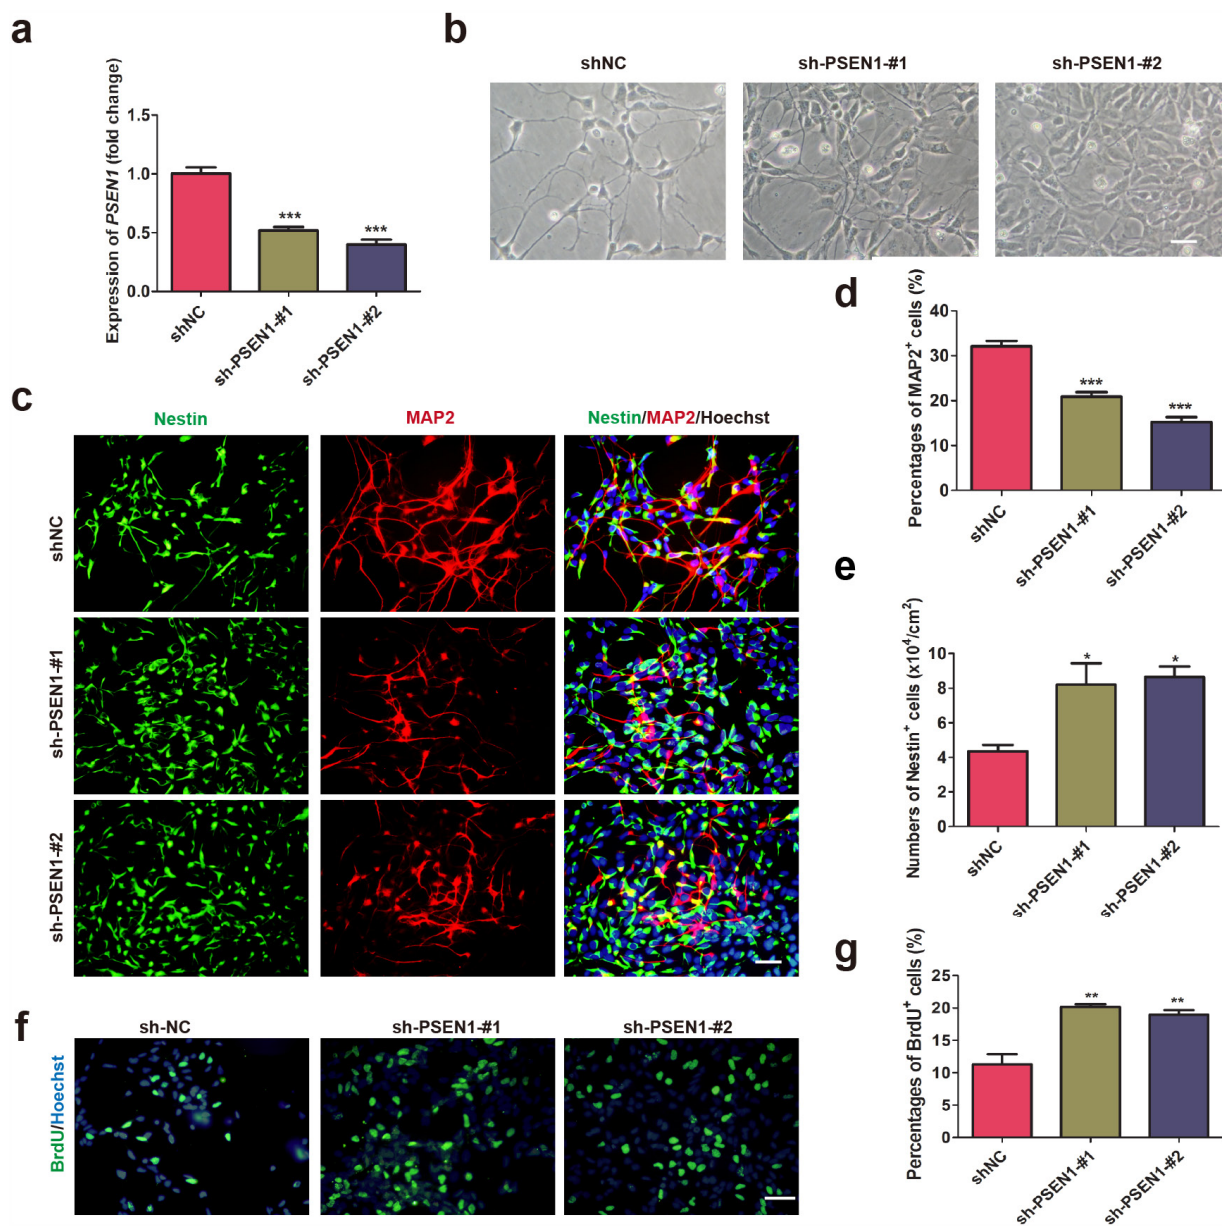 a
Expression of PSEN1 (fold change)
1.5
1.0
0.5
0.0
***
***
shNC
sh-PSEN1-#1
sh-PSEN1-#2
b
shNC
sh-PSEN1-#1
sh-PSEN1-#2
c
Nestin
MAP2
Nestin/MAP2/Hoechst
shNC
sh-PSEN1-#1
sh-PSEN1-#2
d
Percentages of MAP2⁺ cells (%)
40
30
20
10
0
***
***
shNC
sh-PSEN1-#1
sh-PSEN1-#2
e
Numbers of Nestin⁺ cells (x10⁴/cm²)
10
8
6
4
2
0
*
*
shNC
sh-PSEN1-#1
sh-PSEN1-#2
f
sh-NC
sh-PSEN1-#1
sh-PSEN1-#2
BrdU/Hoechst
g
Percentages of BrdU⁺ cells (%)
25
20
15
10
5
0
**
**
shNC
sh-PSEN1-#1
sh-PSEN1-#2